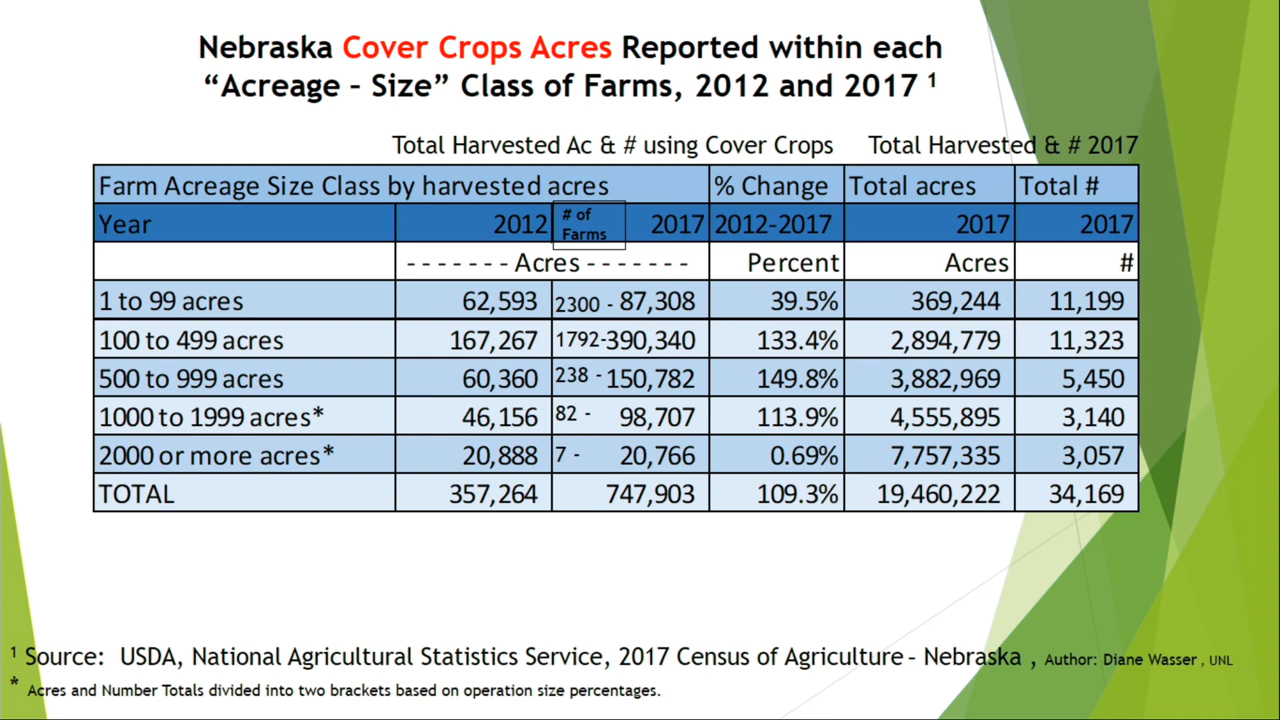 Nebraska Cover Crops Acres Reported within each
“Acreage – Size” Class of Farms, 2012 and 2017 ¹
Total Harvested Ac & # using Cover Crops Total Harvested & # 2017
Farm Acreage Size Class by harvested acres % Change Total acres Total #
Year 2012 # of Farms 2017 2012-2017 2017 2017
- - - - - - - Acres - - - - - - - Percent Acres #
1 to 99 acres 62,593 2300 - 87,308 39.5% 369,244 11,199
100 to 499 acres 167,267 1792-390,340 133.4% 2,894,779 11,323
500 to 999 acres 60,360 238 -150,782 149.8% 3,882,969 5,450
1000 to 1999 acres* 46,156 82 - 98,707 113.9% 4,555,895 3,140
2000 or more acres* 20,888 7 - 20,766 0.69% 7,757,335 3,057
TOTAL 357,264 747,903 109.3% 19,460,222 34,169
¹ Source: USDA, National Agricultural Statistics Service, 2017 Census of Agriculture – Nebraska , Author: Diane Wasser , UNL
* Acres and Number Totals divided into two brackets based on operation size percentages.